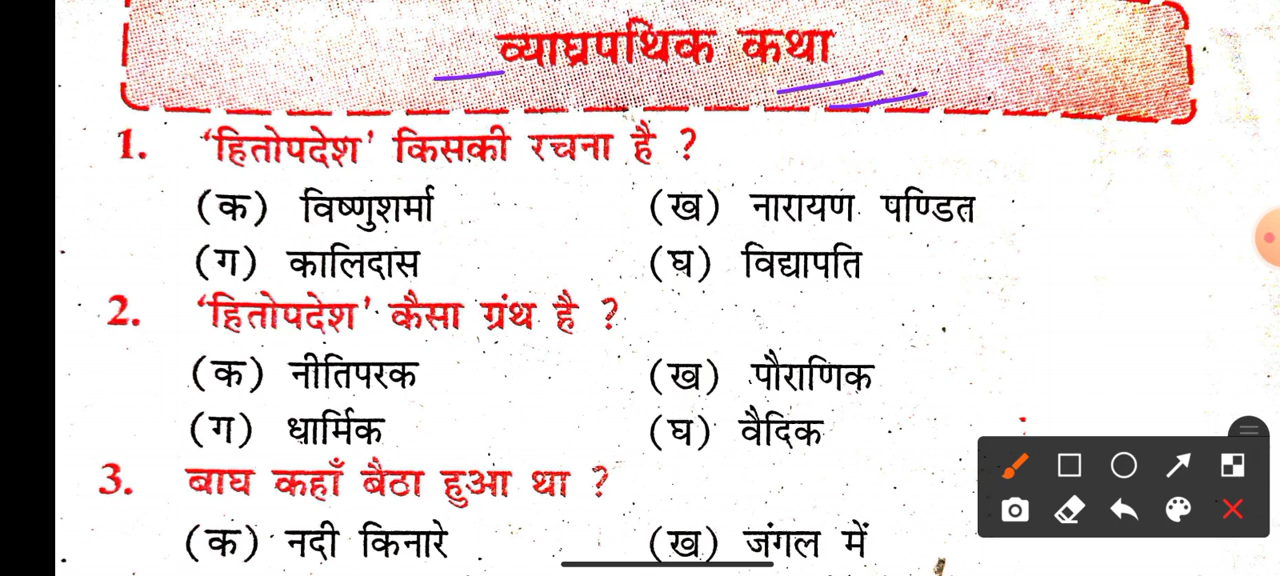 व्याघ्रपथिक कथा
1. 'हितोपदेश' किसकी रचना है ?
(क) विष्णुशर्मा (ख) नारायण पण्डित
(ग) कालिदास (घ) विद्यापति
2. 'हितोपदेश' कैसा ग्रंथ है ?
(क) नीतिपरक (ख) पौराणिक
(ग) धार्मिक (घ) वैदिक
3. बाघ कहाँ बैठा हुआ था ?
(क) नदी किनारे (ख) जंगल में